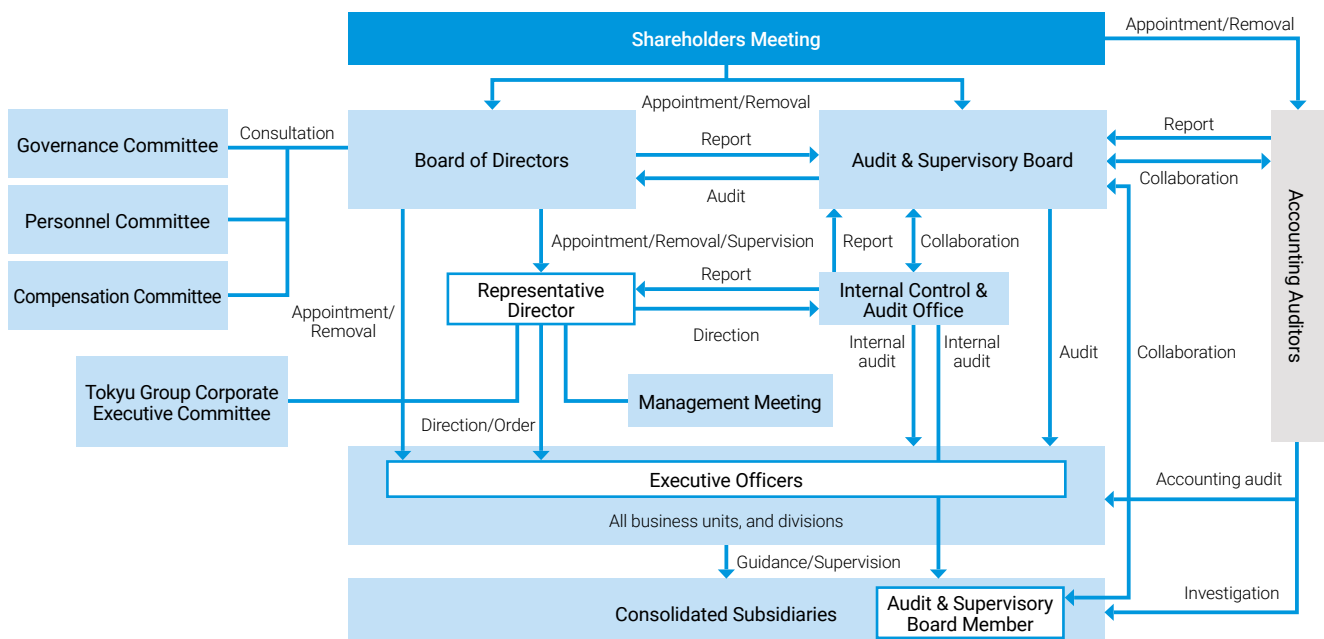 Shareholders Meeting
Appointment/Removal
Appointment/Removal
Governance Committee
Consultation
Board of Directors
Report
Audit
Audit & Supervisory Board
Report
Collaboration
Accounting Auditors
Personnel Committee
Compensation Committee
Appointment/Removal/Supervision
Report
Collaboration
Appointment/
Removal
Representative
Director
Report
Direction
Internal Control &
Audit Office
Internal
audit
Internal
audit
Audit
Collaboration
Tokyu Group Corporate
Executive Committee
Management Meeting
Direction/Order
Executive Officers
All business units, and divisions
Accounting audit
Guidance/Supervision
Consolidated Subsidiaries
Audit & Supervisory
Board Member
Investigation